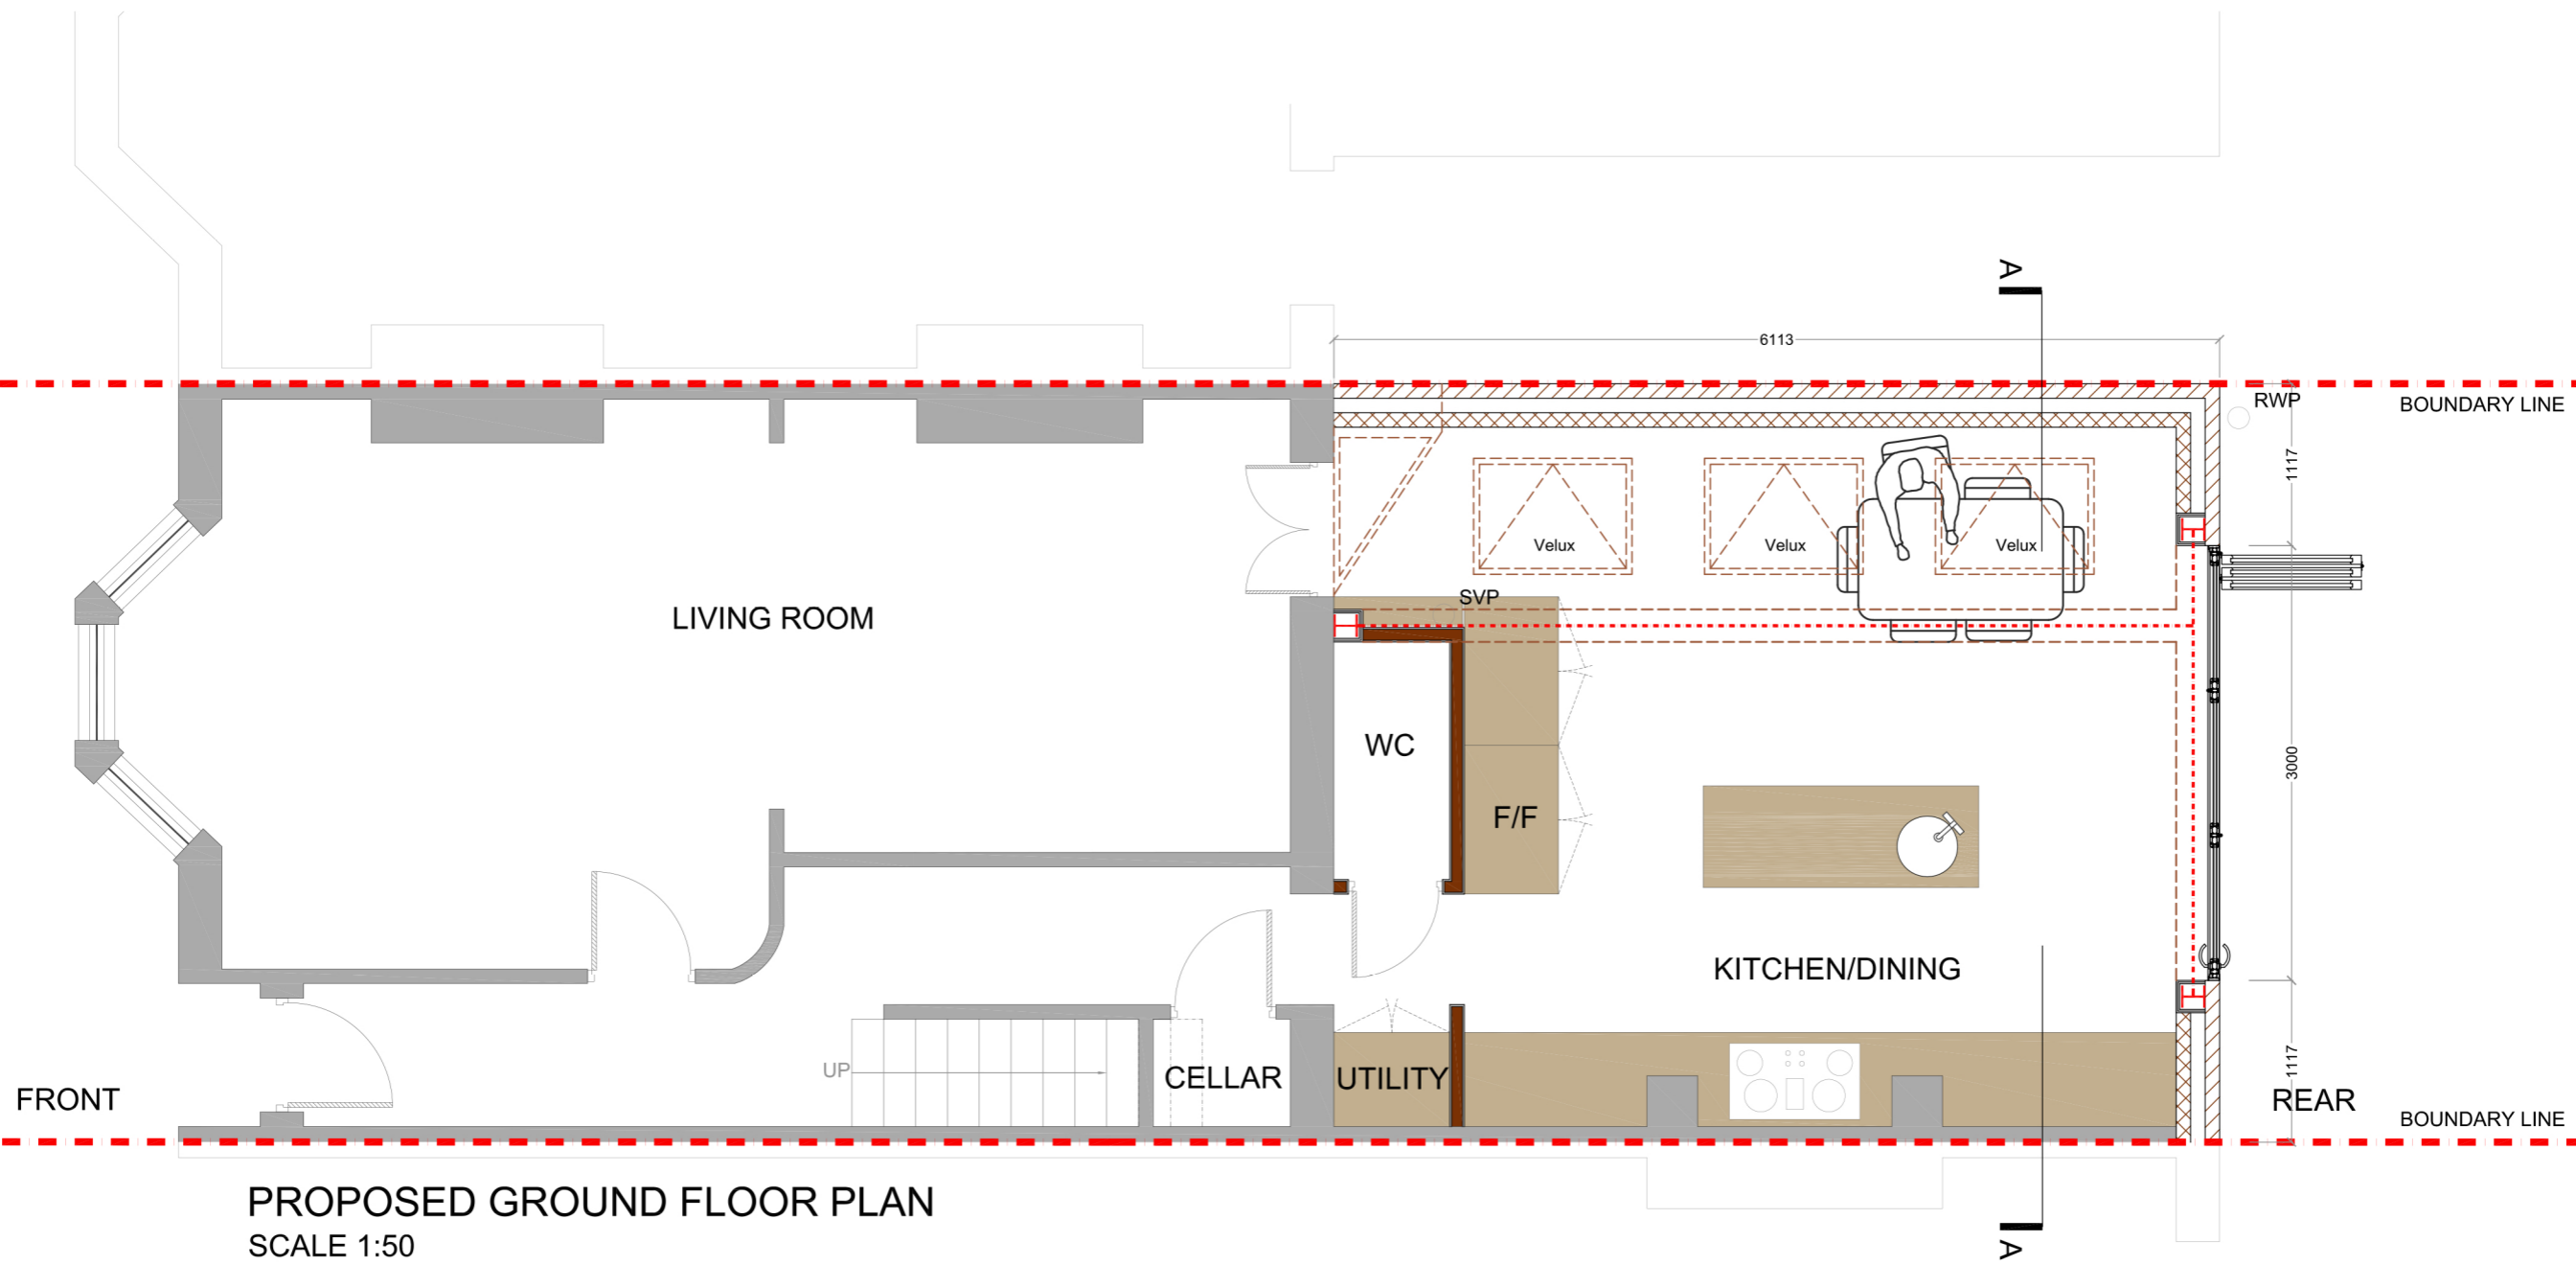 A
6113
RWP
BOUNDARY LINE
1117
Velux
Velux
Velux
SVP
LIVING ROOM
WC
3000
F/F
KITCHEN/DINING
UP
CELLAR
UTILITY
1117
FRONT
REAR
BOUNDARY LINE
PROPOSED GROUND FLOOR PLAN
SCALE 1:50
A